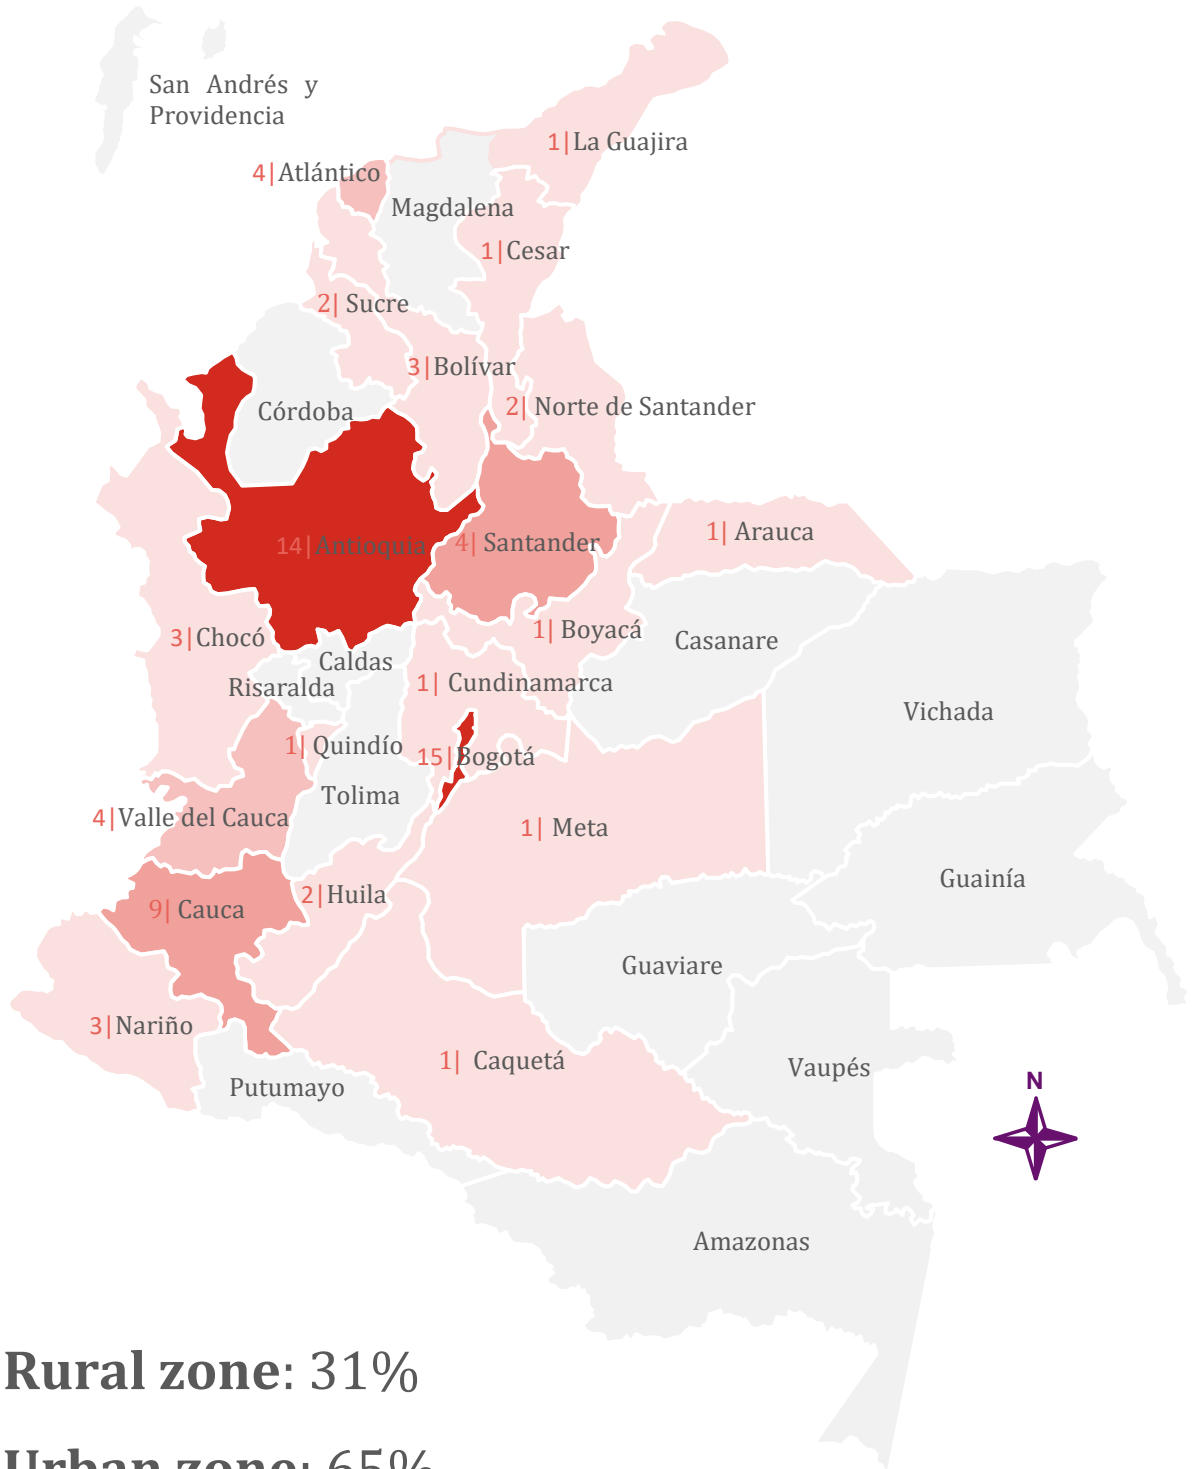 San Andrés y
Providencia
1|La Guajira
4|Atlántico
Magdalena
1|Cesar
2| Sucre
3|Bolívar
2| Norte de Santander
Córdoba
1| Arauca
14|Antioquia
4| Santander
1| Boyacá
3|Chocó
Casanare
Caldas
1| Cundinamarca
Risaralda
Vichada
1| Quindío
15|Bogotá
Tolima
4|Valle del Cauca
1| Meta
Guainía
2|Huila
9| Cauca
Guaviare
3|Nariño
1| Caquetá
Vaupés
N
Putumayo
Amazonas
Rural zone: 31%
Urban zone: 65%